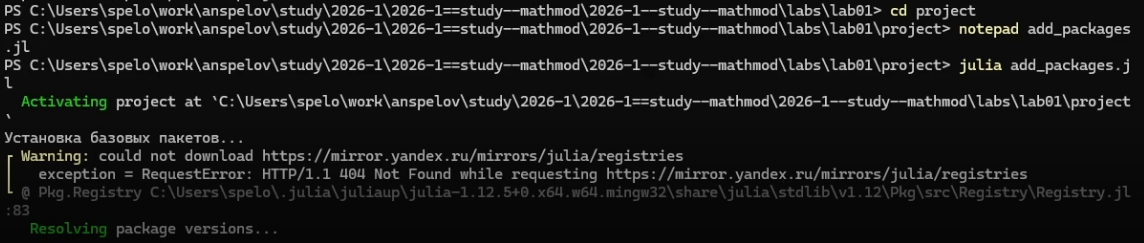 PS C:\Users\spelo\work\anspelov\study\2026-1\2026-1==study--mathmod\2026-1--study--mathmod\labs\lab01> cd project
PS C:\Users\spelo\work\anspelov\study\2026-1\2026-1==study--mathmod\2026-1--study--mathmod\labs\lab01\project> notepad add_packages
.jl
PS C:\Users\spelo\work\anspelov\study\2026-1\2026-1==study--mathmod\2026-1--study--mathmod\labs\lab01\project> julia add_packages.j
l
Activating project at `C:\Users\spelo\work\anspelov\study\2026-1\2026-1==study--mathmod\2026-1--study--mathmod\labs\lab01\project
`
Установка базовых пакетов...
┌ Warning: could not download https://mirror.yandex.ru/mirrors/julia/registries
│ exception = RequestError: HTTP/1.1 404 Not Found while requesting https://mirror.yandex.ru/mirrors/julia/registries
└ @ Pkg.Registry C:\Users\spelo\.julia\juliaup\julia-1.12.5+0.x64.w64.mingw32\share\julia\stdlib\v1.12\Pkg\src\Registry\Registry.jl
:83
Resolving package versions...